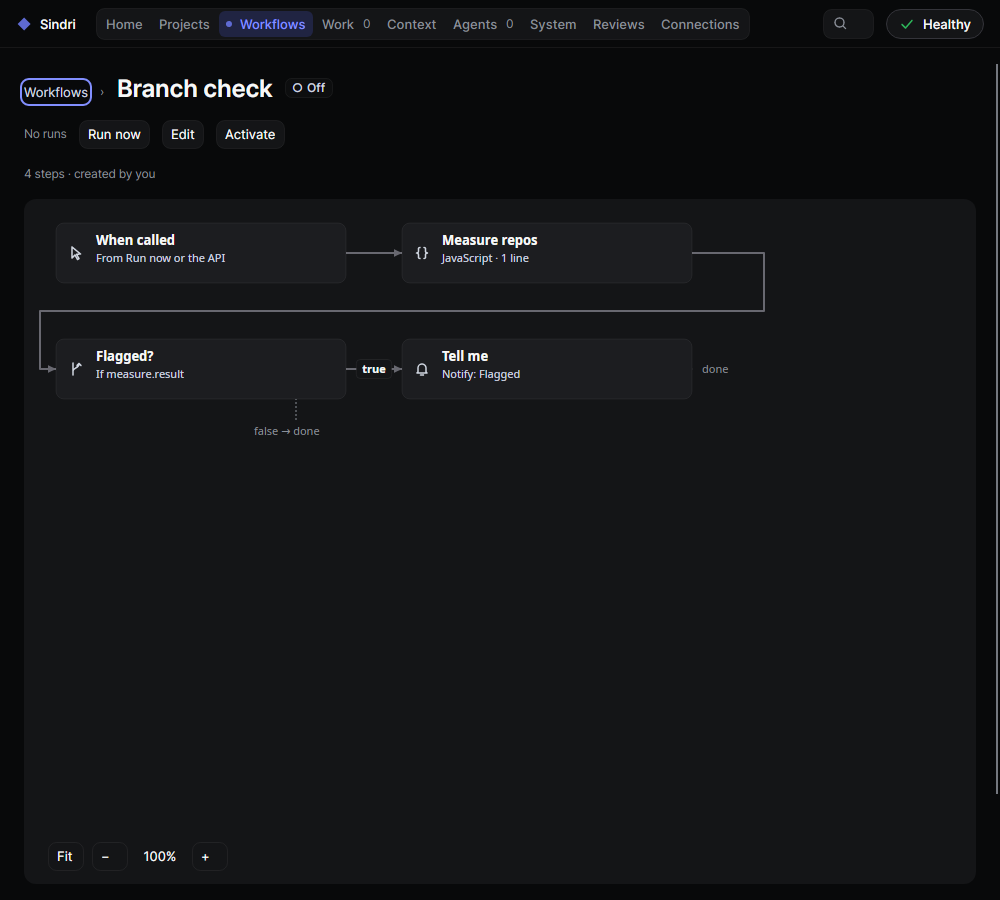 Sindri Home Projects Workflows Work 0 Context Agents 0 System Reviews Connections Healthy
Workflows › Branch check Off
No runs Run now Edit Activate
4 steps · created by you
When called
From Run now or the API
Measure repos
JavaScript · 1 line
Flagged?
If measure.result
true
Tell me
Notify: Flagged
done
false → done
Fit − 100% +